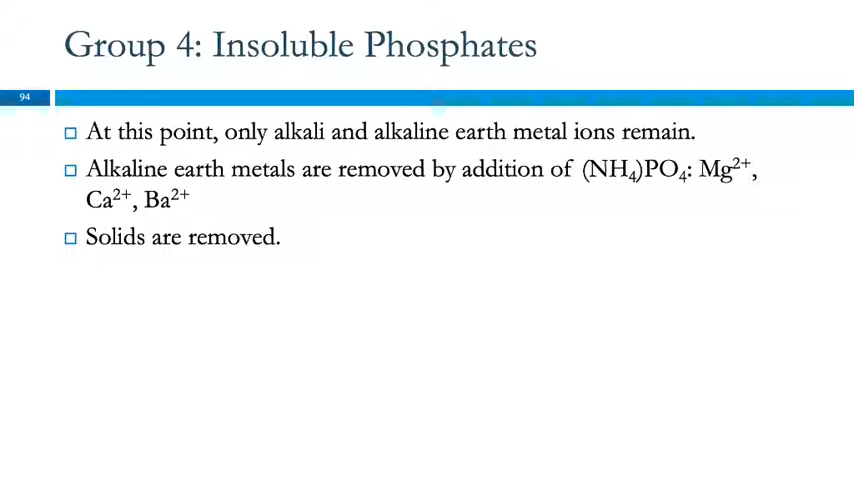 Group 4: Insoluble Phosphates
94
At this point, only alkali and alkaline earth metal ions remain.
Alkaline earth metals are removed by addition of (NH₄)PO₄: Mg²⁺,
Ca²⁺, Ba²⁺
Solids are removed.